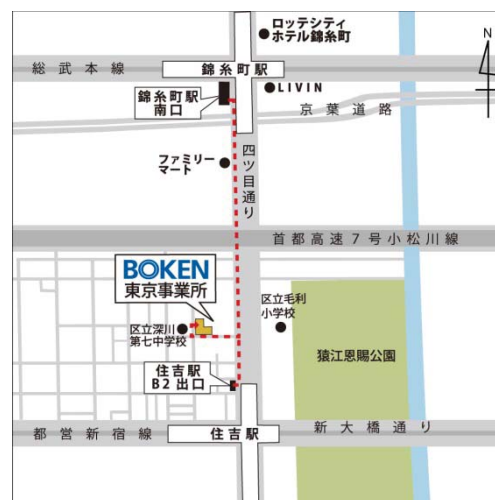 ロッテシティ
ホテル錦糸町
N
総武本線
錦糸町駅
錦糸町駅
南口
LIVIN
京葉道路
ファミリー
マート
四ツ目通り
首都高速7号小松川線
BOKEN
東京事業所
区立毛利
小学校
区立深川
第七中学校
猿江恩賜公園
住吉駅
B2出口
都営新宿線
住吉駅
新大橋通り